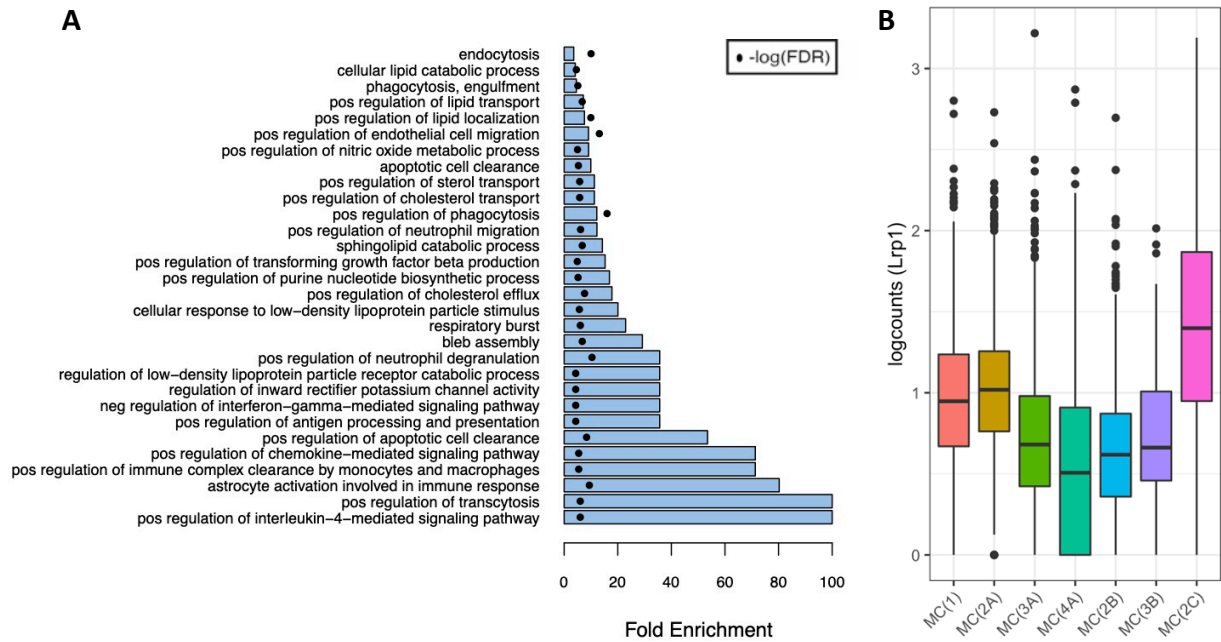 A
-log(FDR)
endocytosis
cellular lipid catabolic process
phagocytosis, engulfment
pos regulation of lipid transport
pos regulation of lipid localization
pos regulation of endothelial cell migration
pos regulation of nitric oxide metabolic process
apoptotic cell clearance
pos regulation of sterol transport
pos regulation of cholesterol transport
pos regulation of phagocytosis
pos regulation of neutrophil migration
sphingolipid catabolic process
pos regulation of transforming growth factor beta production
pos regulation of purine nucleotide biosynthetic process
pos regulation of cholesterol efflux
cellular response to low−density lipoprotein particle stimulus
respiratory burst
bleb assembly
pos regulation of neutrophil degranulation
regulation of low−density lipoprotein particle receptor catabolic process
regulation of inward rectifier potassium channel activity
neg regulation of interferon−gamma−mediated signaling pathway
pos regulation of antigen processing and presentation
pos regulation of apoptotic cell clearance
pos regulation of chemokine−mediated signaling pathway
pos regulation of immune complex clearance by monocytes and macrophages
astrocyte activation involved in immune response
pos regulation of transcytosis
pos regulation of interleukin−4−mediated signaling pathway
0 20 40 60 80 100
Fold Enrichment
B
logcounts (Lrp1)
3
2
1
0
MC(1) MC(2A) MC(3A) MC(4A) MC(2B) MC(3B) MC(2C)